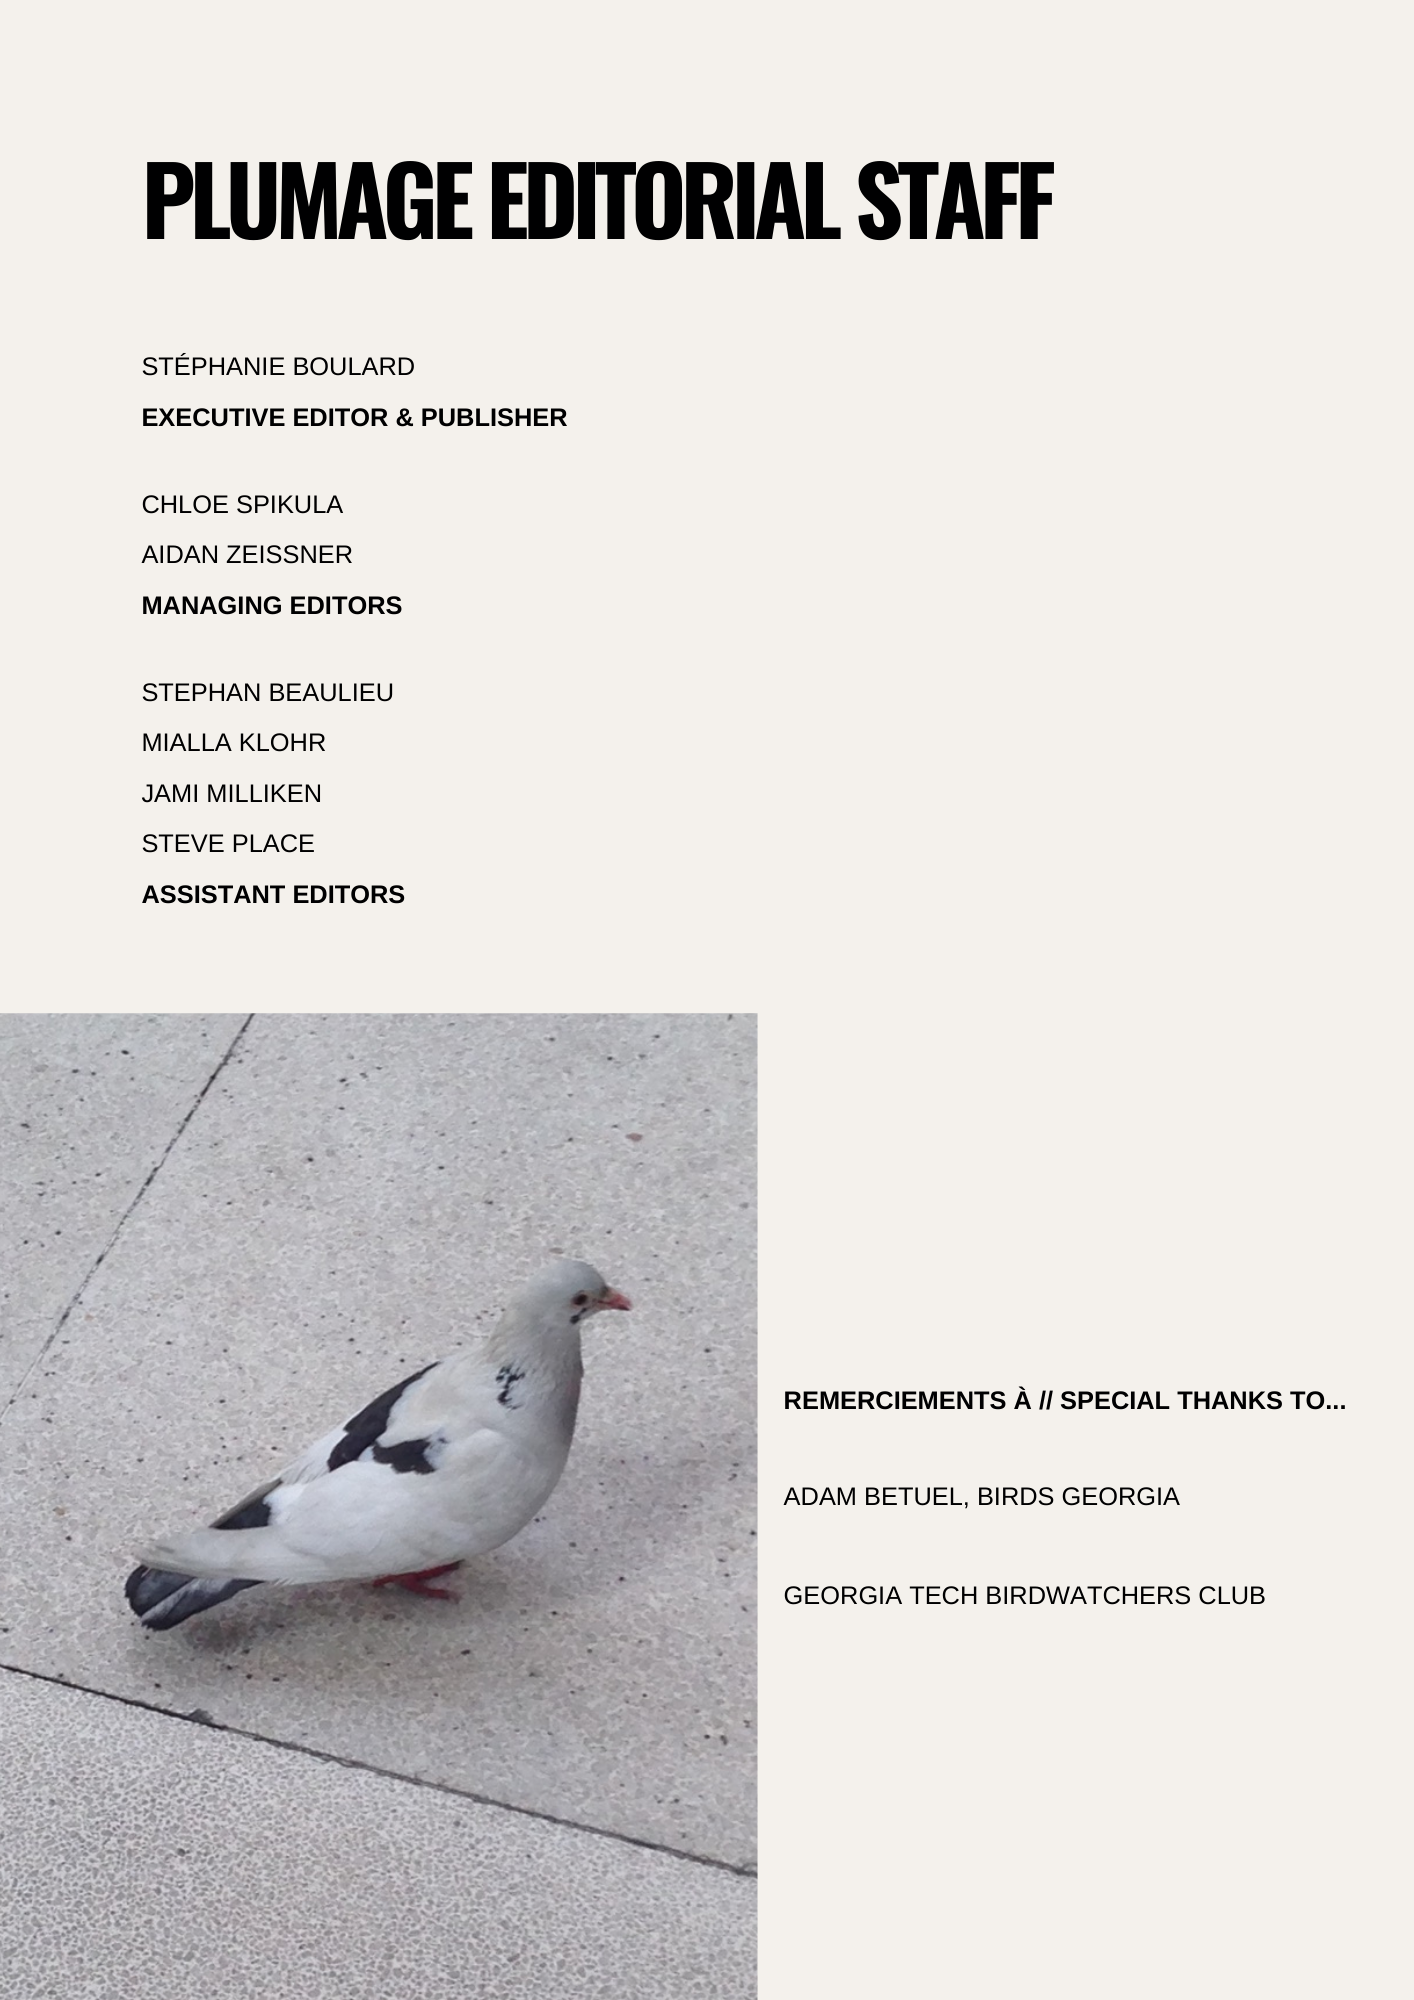 PLUMAGE EDITORIAL STAFF
STÉPHANIE BOULARD
EXECUTIVE EDITOR & PUBLISHER
CHLOE SPIKULA
AIDAN ZEISSNER
MANAGING EDITORS
STEPHAN BEAULIEU
MIALLA KLOHR
JAMI MILLIKEN
STEVE PLACE
ASSISTANT EDITORS
REMERCIEMENTS À // SPECIAL THANKS TO...
ADAM BETUEL, BIRDS GEORGIA
GEORGIA TECH BIRDWATCHERS CLUB